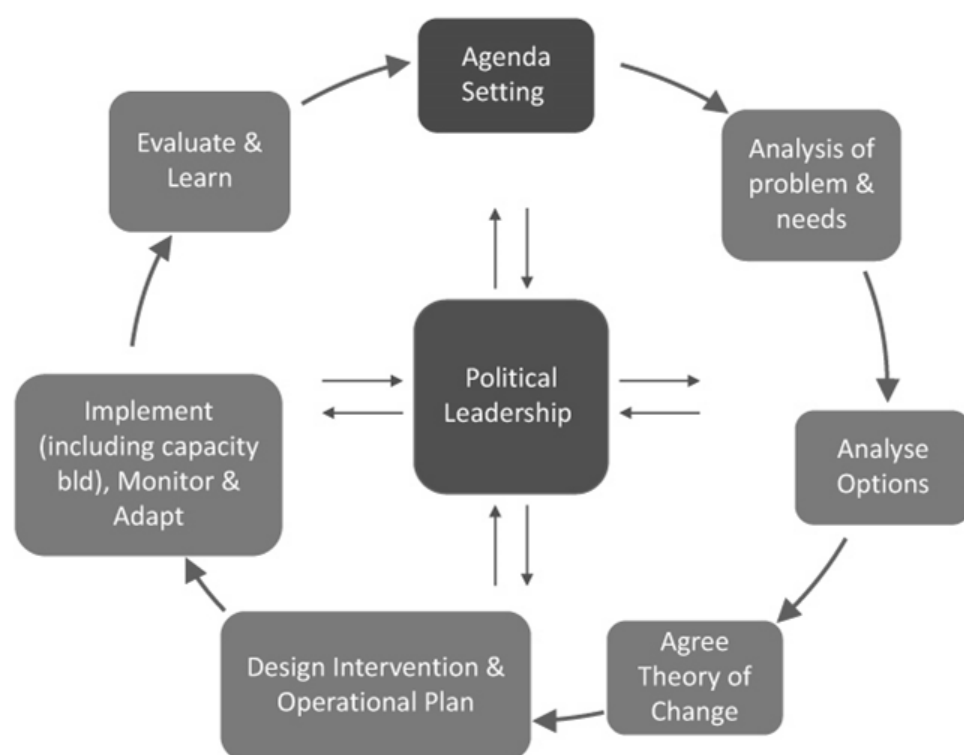 Agenda
Setting
Analysis of
problem &
needs
Analyse
Options
Agree
Theory of
Change
Design Intervention &
Operational Plan
Implement
(including capacity
bld), Monitor &
Adapt
Evaluate &
Learn
Political
Leadership